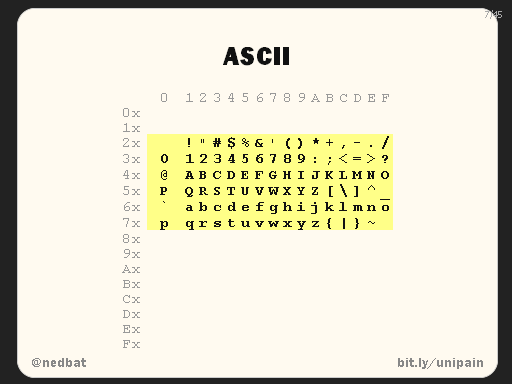 7/45
ASCII
0 1 2 3 4 5 6 7 8 9 A B C D E F
0x
1x
2x ! " # $ % & ' ( ) * + , - . /
3x 0 1 2 3 4 5 6 7 8 9 : ; < = > ?
4x @ A B C D E F G H I J K L M N O
5x P Q R S T U V W X Y Z [ \ ] ^ _
6x ` a b c d e f g h i j k l m n o
7x p q r s t u v w x y z { | } ~
8x
9x
Ax
Bx
Cx
Dx
Ex
Fx
@nedbat bit.ly/unipain